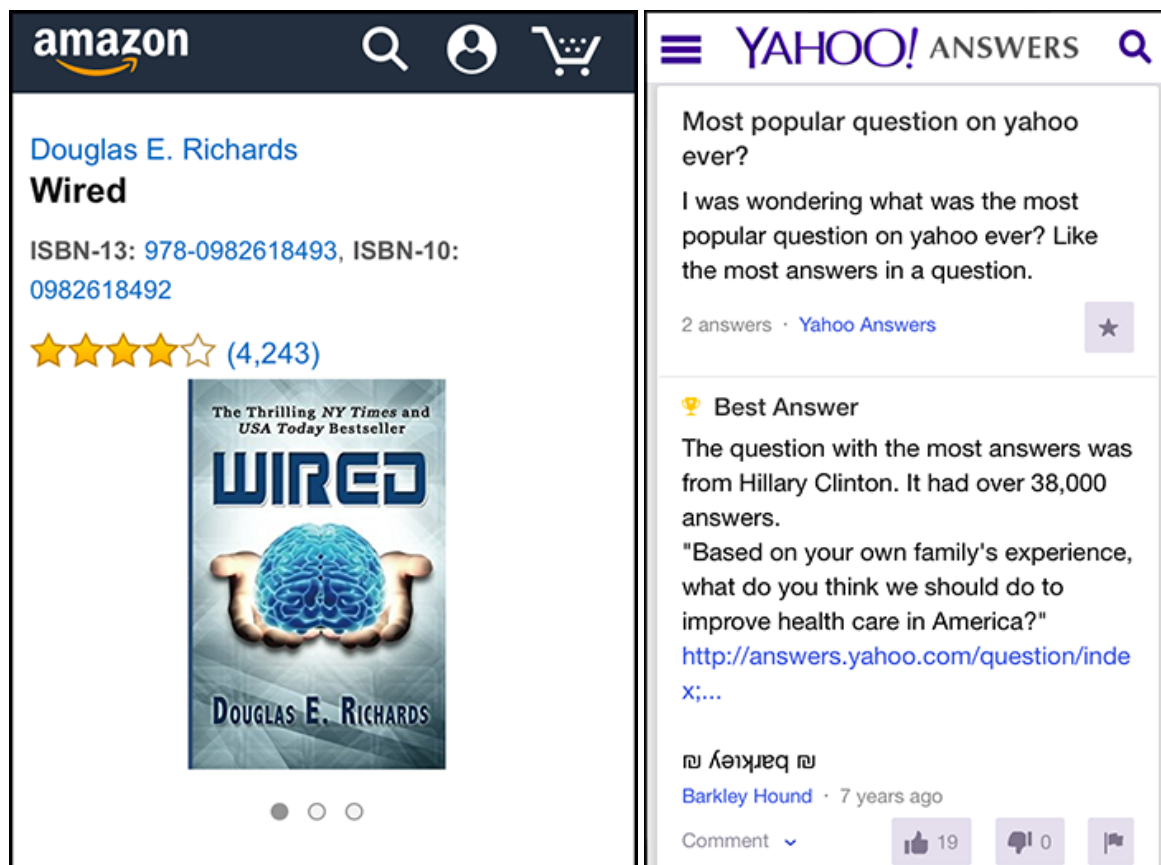 amazon
Douglas E. Richards
Wired
ISBN-13: 978-0982618493, ISBN-10:
0982618492
(4,243)
The Thrilling NY Times and
USA Today Bestseller
WIRED
DOUGLAS E. RICHARDS
YAHOO! ANSWERS
Most popular question on yahoo
ever?
I was wondering what was the most
popular question on yahoo ever? Like
the most answers in a question.
2 answers · Yahoo Answers
Best Answer
The question with the most answers was
from Hillary Clinton. It had over 38,000
answers.
"Based on your own family's experience,
what do you think we should do to
improve health care in America?"
http://answers.yahoo.com/question/inde
x;...
₪ ʎǝıʞɹɐq ₪
Barkley Hound · 7 years ago
Comment 19 0